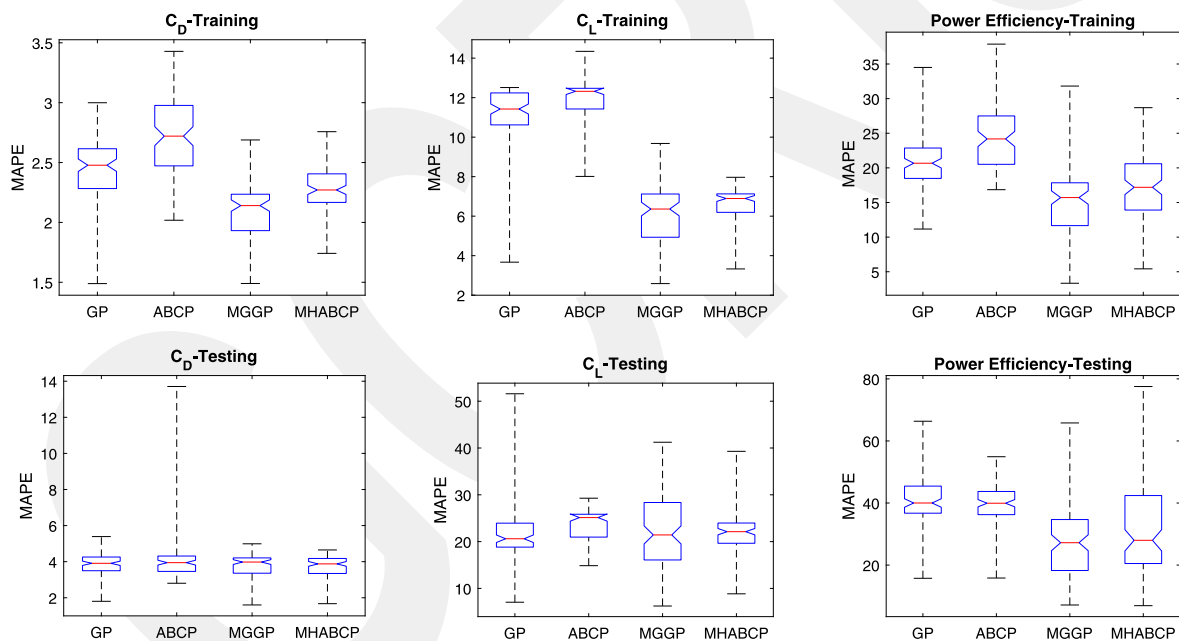 C_D-Training
3.5
3
2.5
2
1.5
MAPE
GP ABCP MGGP MHABCP
C_L-Training
14
12
10
8
6
4
2
MAPE
GP ABCP MGGP MHABCP
Power Efficiency-Training
35
30
25
20
15
10
5
MAPE
GP ABCP MGGP MHABCP
C_D-Testing
14
12
10
8
6
4
2
MAPE
GP ABCP MGGP MHABCP
C_L-Testing
50
40
30
20
10
MAPE
GP ABCP MGGP MHABCP
Power Efficiency-Testing
80
60
40
20
MAPE
GP ABCP MGGP MHABCP